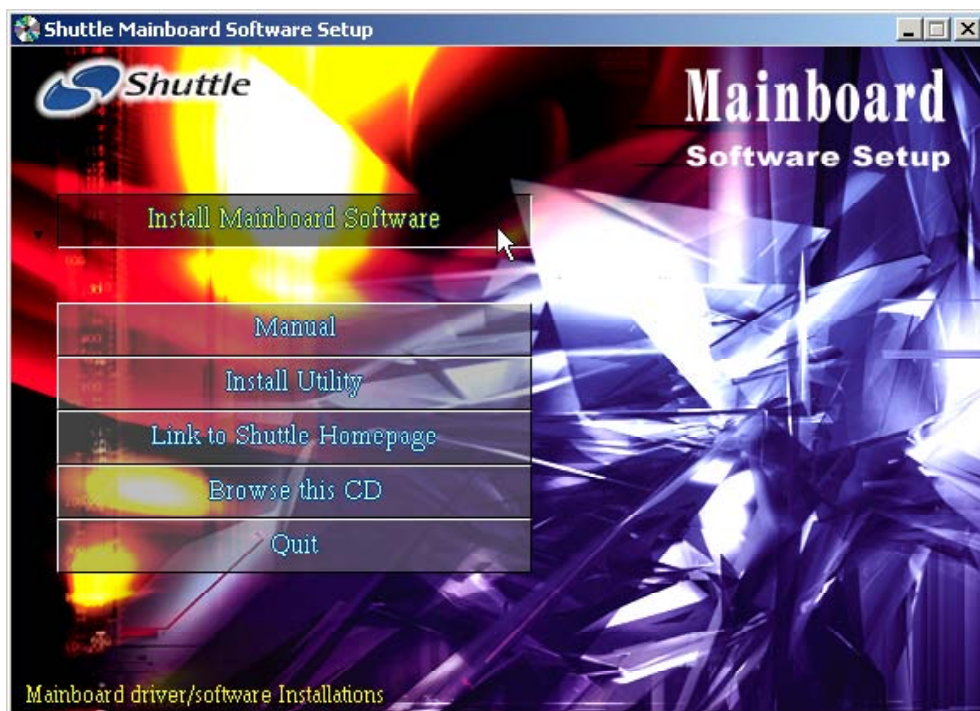 Shuttle Mainboard Software Setup
Shuttle
Mainboard
Software Setup
Install Mainboard Software
Manual
Install Utility
Link to Shuttle Homepage
Browse this CD
Quit
Mainboard driver/software Installations